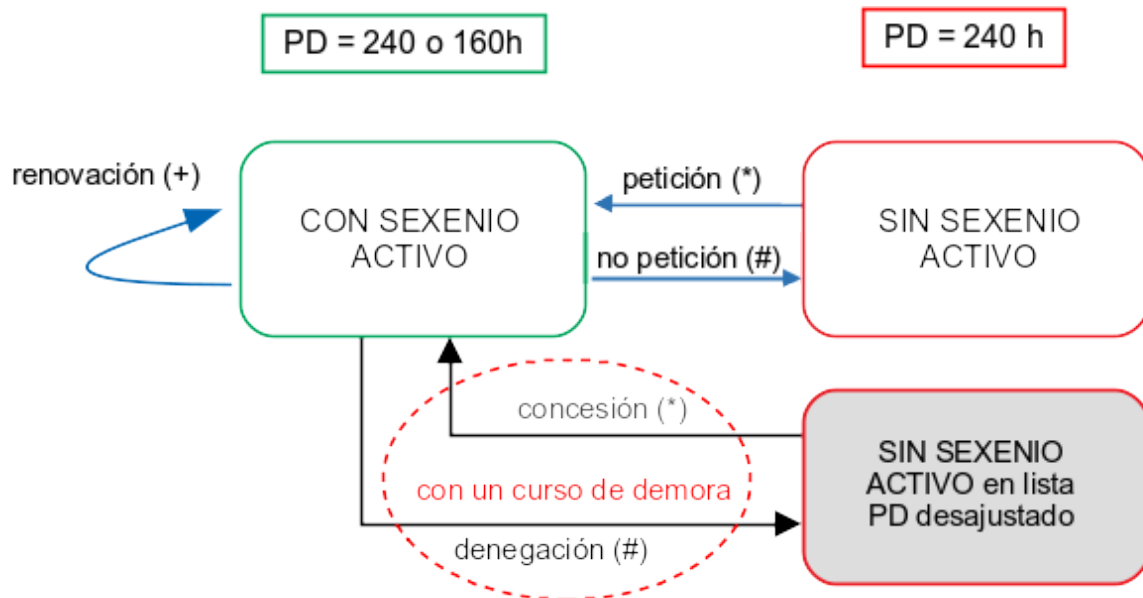 PD = 240 o 160h
PD = 240 h
renovación (+)
CON SEXENIO
ACTIVO
petición (*)
no petición (#)
SIN SEXENIO
ACTIVO
concesión (*)
con un curso de demora
denegación (#)
SIN SEXENIO
ACTIVO en lista
PD desajustado